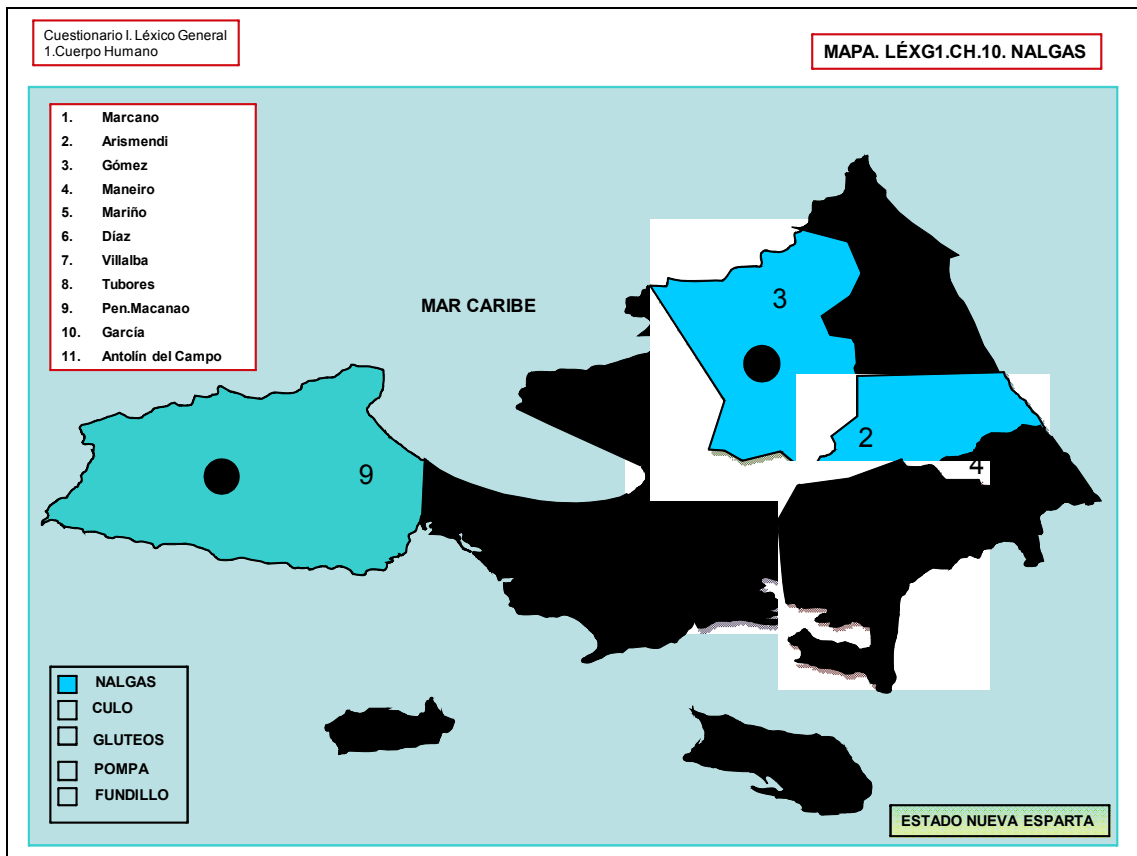 Cuestionario I. Léxico General
1.Cuerpo Humano
MAPA. LÉXG1.CH.10. NALGAS
1. Marcano
2. Arismendi
3. Gómez
4. Maneiro
5. Mariño
6. Díaz
7. Villalba
8. Tubores
9. Pen.Macanao
10. García
11. Antolín del Campo
MAR CARIBE
3
2
4
9
NALGAS
CULO
GLUTEOS
POMPA
FUNDILLO
ESTADO NUEVA ESPARTA